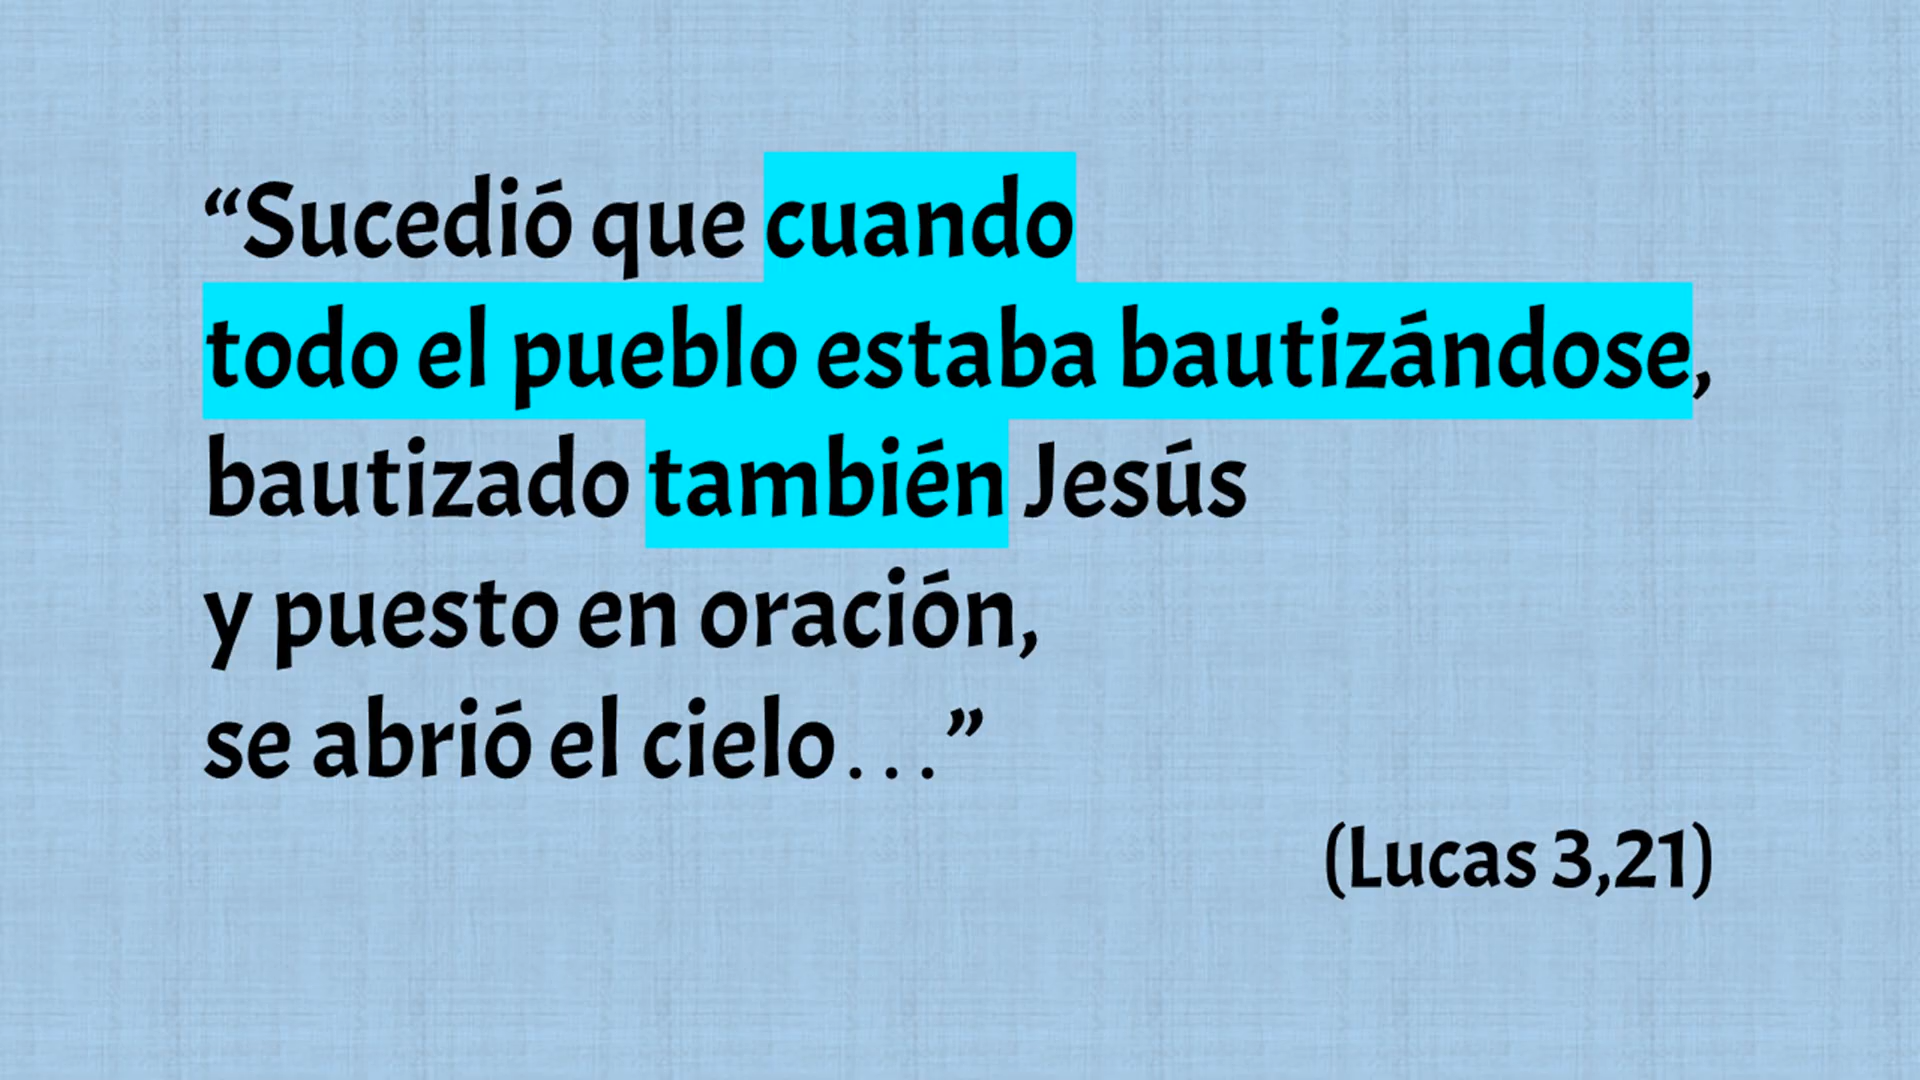 “Sucedió que cuando
todo el pueblo estaba bautizándose,
bautizado también Jesús
y puesto en oración,
se abrió el cielo…”
(Lucas 3,21)